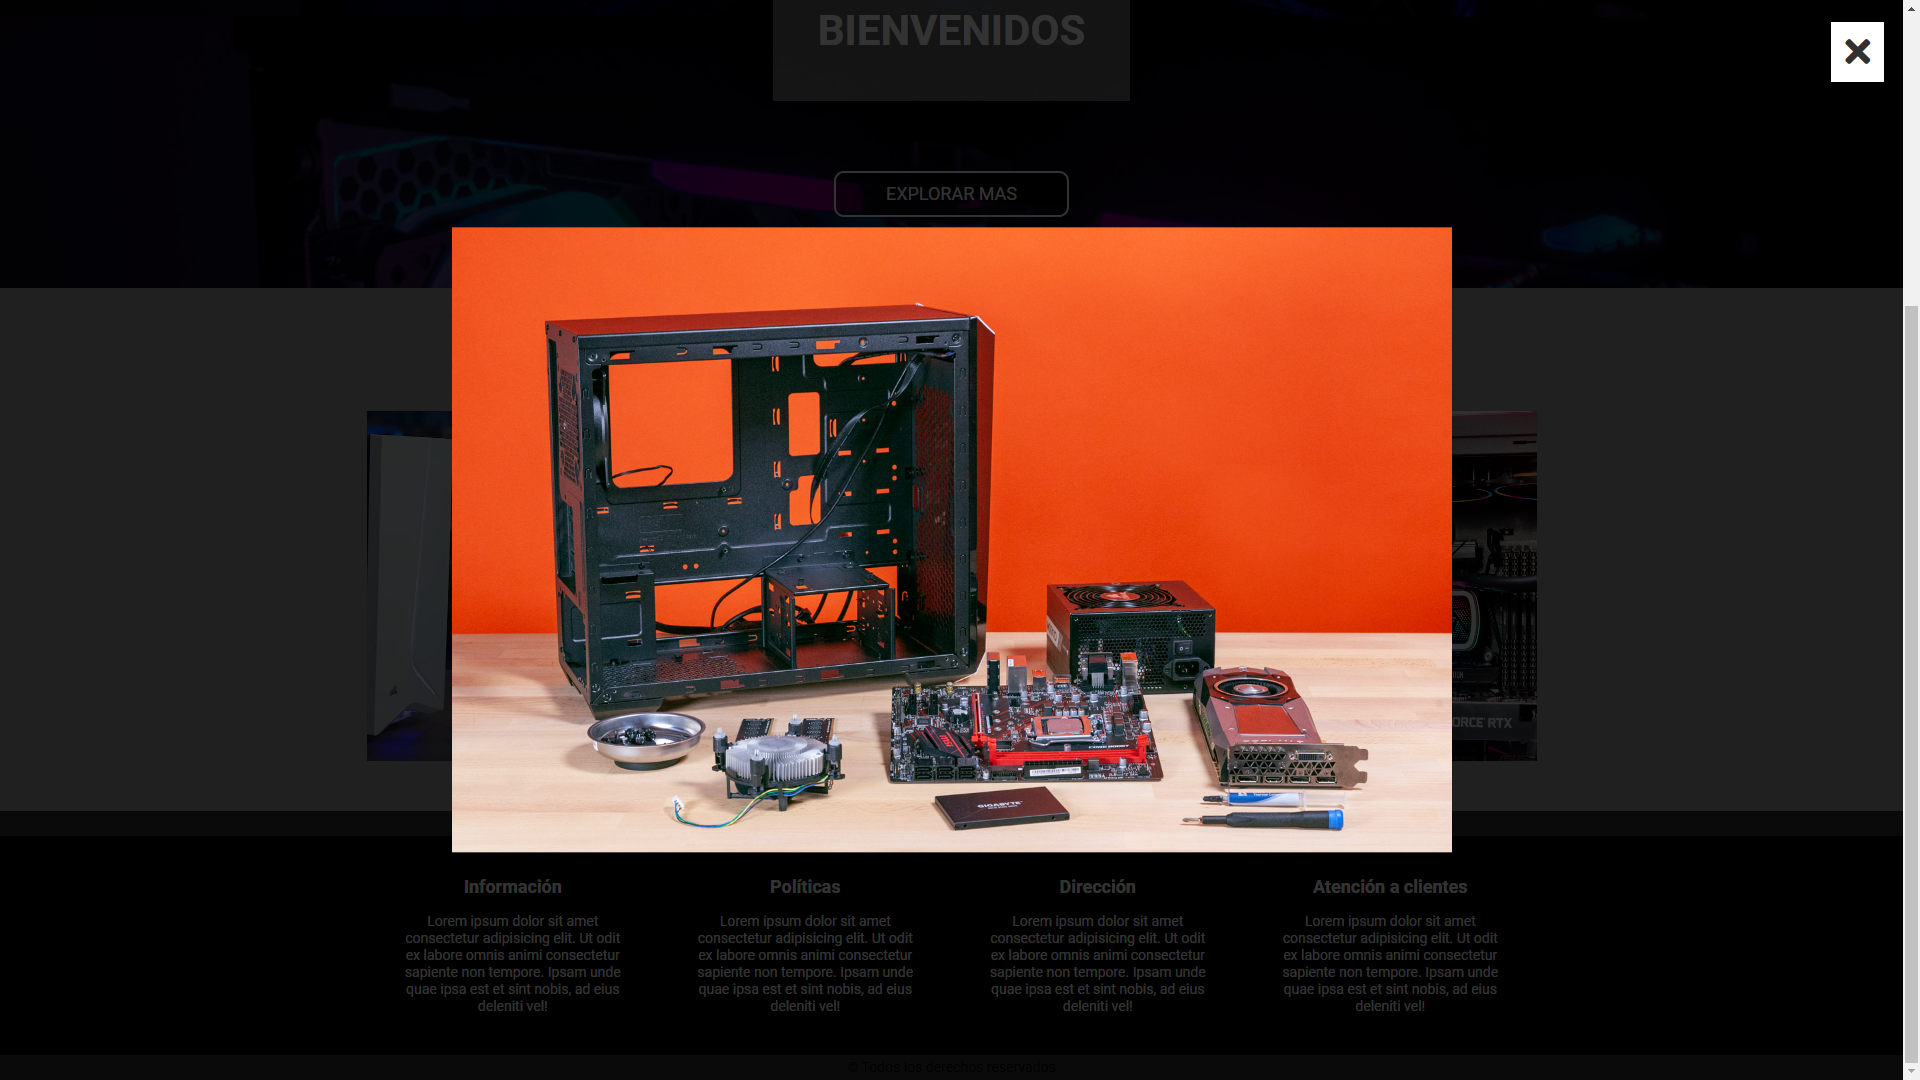 BIENVENIDOS
EXPLORAR MAS
GIGABYTE
FORCE RTX
Información
Lorem ipsum dolor sit amet
consectetur adipisicing elit. Ut odit
ex labore omnis animi consectetur
sapiente non tempore. Ipsam unde
quae ipsa est et sint nobis, ad eius
deleniti vel!
Políticas
Lorem ipsum dolor sit amet
consectetur adipisicing elit. Ut odit
ex labore omnis animi consectetur
sapiente non tempore. Ipsam unde
quae ipsa est et sint nobis, ad eius
deleniti vel!
Dirección
Lorem ipsum dolor sit amet
consectetur adipisicing elit. Ut odit
ex labore omnis animi consectetur
sapiente non tempore. Ipsam unde
quae ipsa est et sint nobis, ad eius
deleniti vel!
Atención a clientes
Lorem ipsum dolor sit amet
consectetur adipisicing elit. Ut odit
ex labore omnis animi consectetur
sapiente non tempore. Ipsam unde
quae ipsa est et sint nobis, ad eius
deleniti vel!
© Todos los derechos reservados